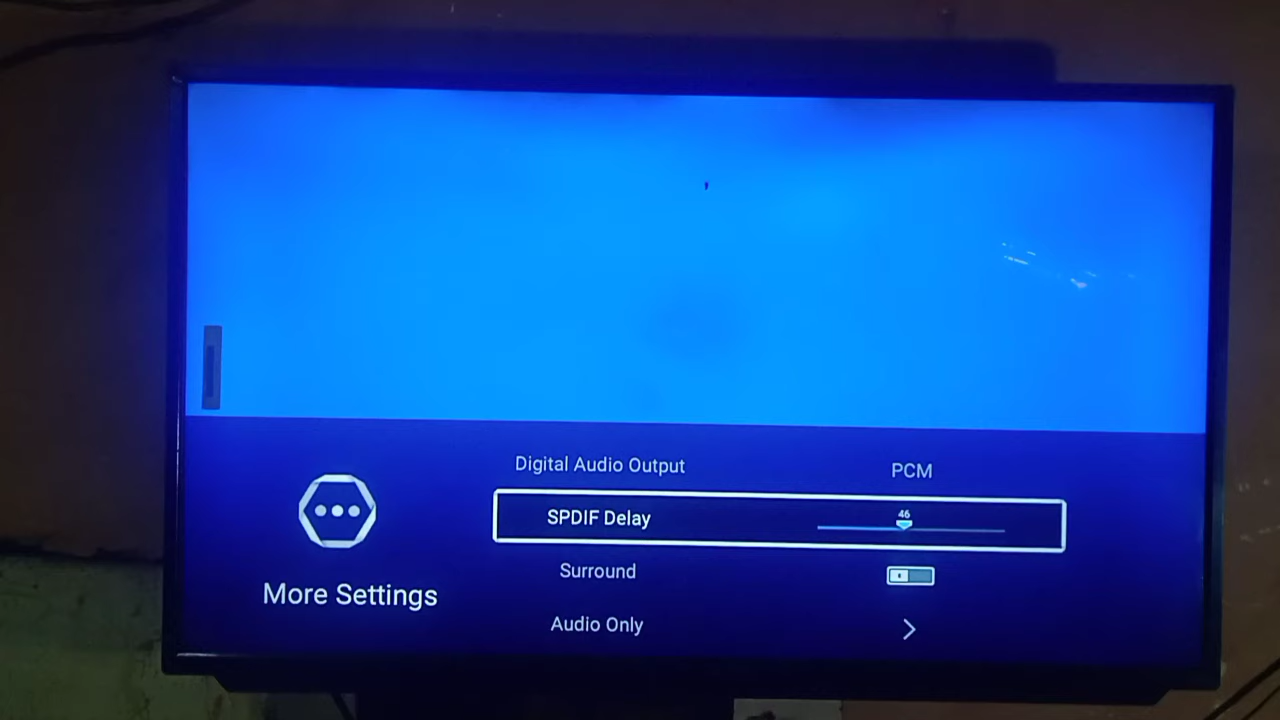 Digital Audio Output PCM
SPDIF Delay 46
Surround
Audio Only
More Settings